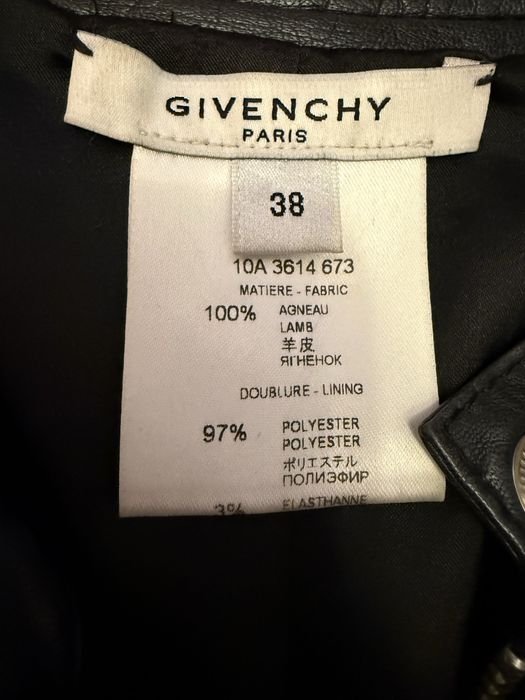 GIVENCHY
PARIS
38
10A 3614 673
MATIERE - FABRIC
100% AGNEAU
LAMB
羊皮
ЯГНЕНОК
DOUBLURE - LINING
97% POLYESTER
POLYESTER
ポリエステル
ПОЛИЭФИР
3% ELASTHANNE